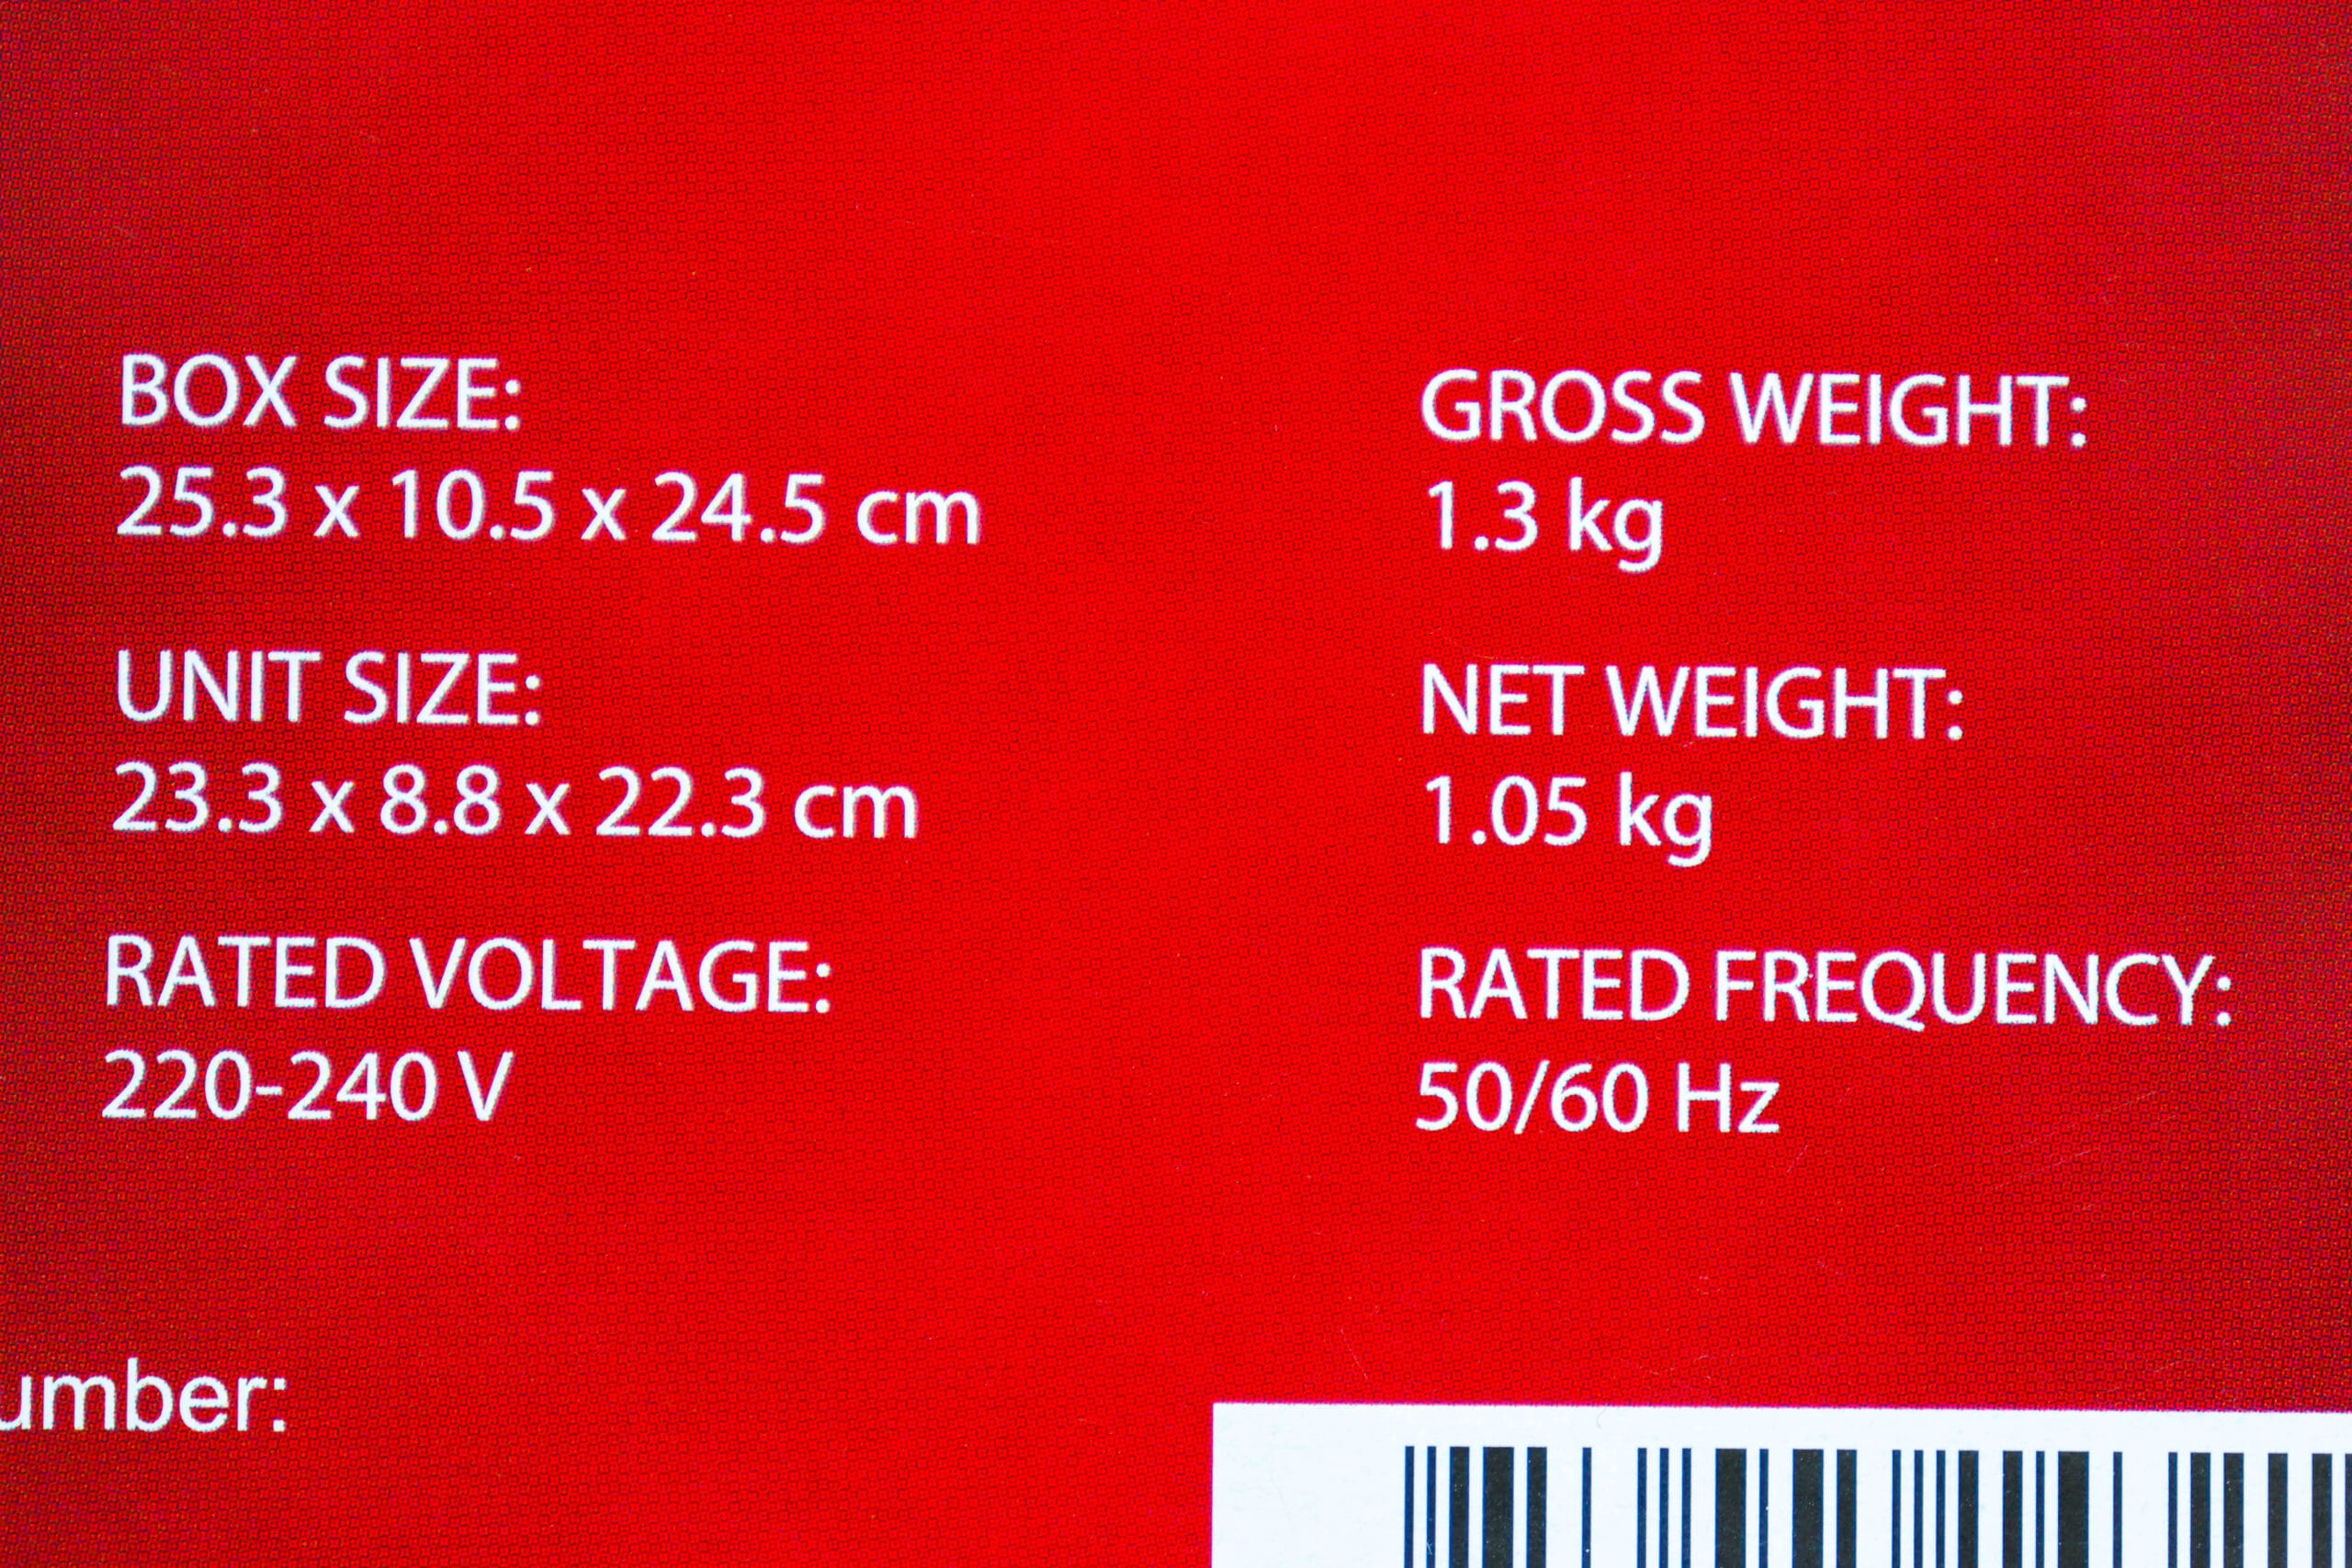 BOX SIZE:
25.3 x 10.5 x 24.5 cm
UNIT SIZE:
23.3 x 8.8 x 22.3 cm
RATED VOLTAGE:
220-240 V
GROSS WEIGHT:
1.3 kg
NET WEIGHT:
1.05 kg
RATED FREQUENCY:
50/60 Hz
umber: